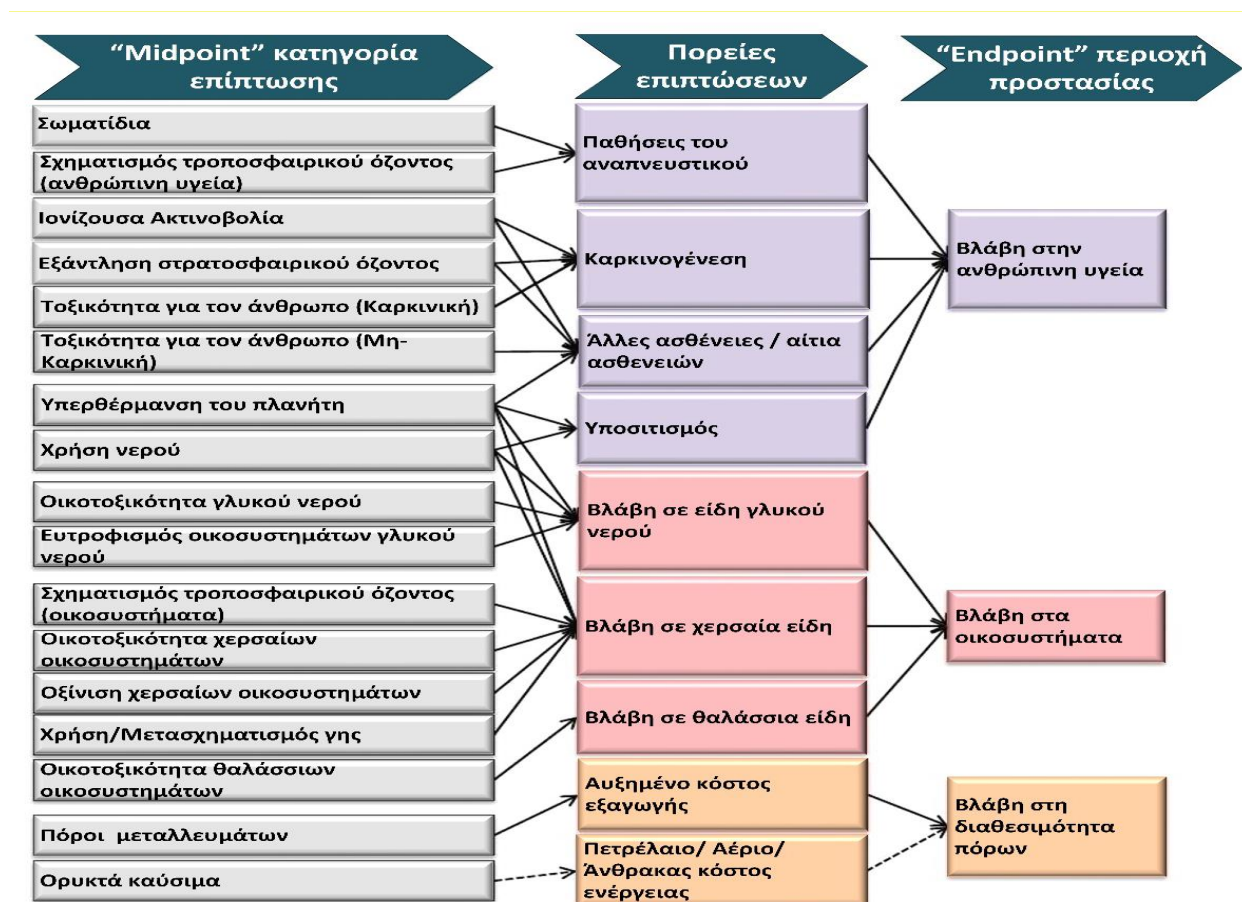 “Midpoint” κατηγορία
επίπτωσης
Πορείες
επιπτώσεων
“Endpoint” περιοχή
προστασίας
Σωματίδια
Σχηματισμός τροποσφαιρικού όζοντος
(ανθρώπινη υγεία)
Ιονίζουσα Ακτινοβολία
Εξάντληση στρατοσφαιρικού όζοντος
Τοξικότητα για τον άνθρωπο (Καρκινική)
Τοξικότητα για τον άνθρωπο (Μη-
Καρκινική)
Υπερθέρμανση του πλανήτη
Χρήση νερού
Οικοτοξικότητα γλυκού νερού
Ευτροφισμός οικοσυστημάτων γλυκού
νερού
Σχηματισμός τροποσφαιρικού όζοντος
(οικοσυστήματα)
Οικοτοξικότητα χερσαίων
οικοσυστημάτων
Οξίνιση χερσαίων οικοσυστημάτων
Χρήση/Μετασχηματισμός γης
Οικοτοξικότητα θαλάσσιων
οικοσυστημάτων
Πόροι μεταλλευμάτων
Ορυκτά καύσιμα
Παθήσεις του
αναπνευστικού
Καρκινογένεση
Άλλες ασθένειες / αίτια
ασθενειών
Υποσιτισμός
Βλάβη σε είδη γλυκού
νερού
Βλάβη σε χερσαία είδη
Βλάβη σε θαλάσσια είδη
Αυξημένο κόστος
εξαγωγής
Πετρέλαιο/ Αέριο/
Άνθρακας κόστος
ενέργειας
Βλάβη στην
ανθρώπινη υγεία
Βλάβη στα
οικοσυστήματα
Βλάβη στη
διαθεσιμότητα
πόρων